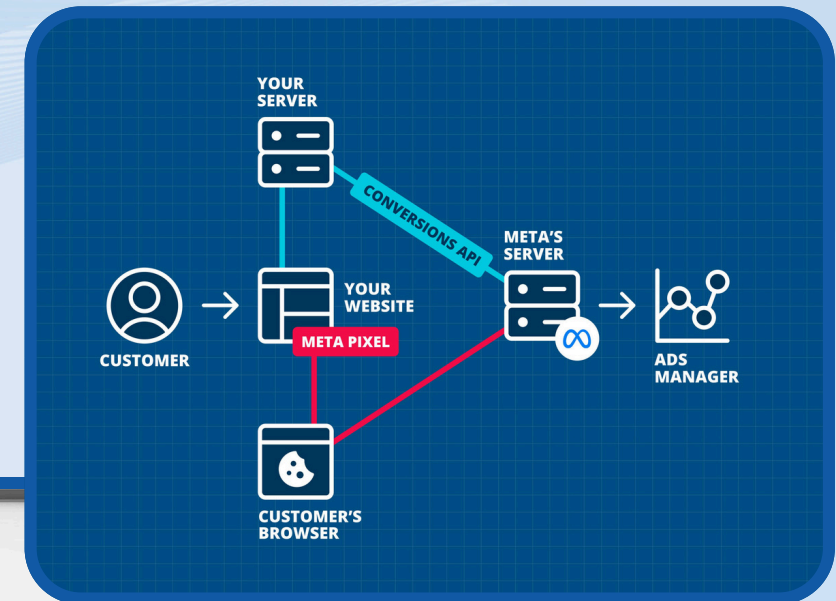 YOUR
SERVER
CONVERSIONS API
META'S
SERVER
YOUR
WEBSITE
META PIXEL
CUSTOMER
ADS
MANAGER
CUSTOMER'S
BROWSER